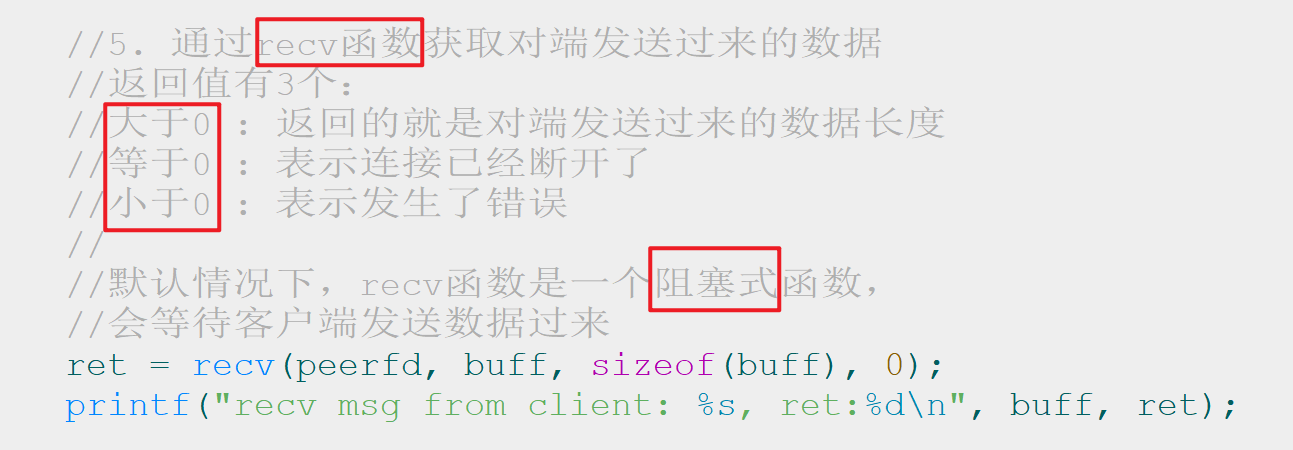 //5. 通过recv函数获取对端发送过来的数据
//返回值有3个：
//大于0 : 返回的就是对端发送过来的数据长度
//等于0 : 表示连接已经断开了
//小于0 : 表示发生了错误
//
//默认情况下，recv函数是一个阻塞式函数，
//会等待客户端发送数据过来
ret = recv(peerfd, buff, sizeof(buff), 0);
printf("recv msg from client: %s, ret:%d\n", buff, ret);